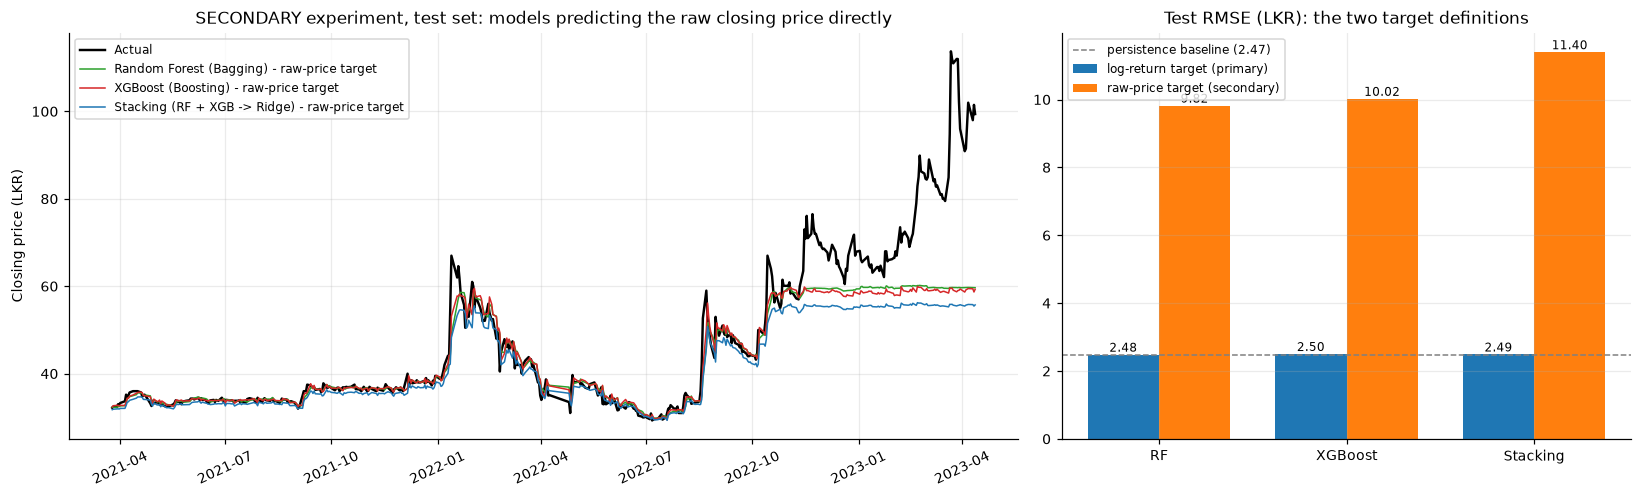 SECONDARY experiment, test set: models predicting the raw closing price directly
Actual
Random Forest (Bagging) - raw-price target
XGBoost (Boosting) - raw-price target
Stacking (RF + XGB -> Ridge) - raw-price target
Closing price (LKR)
100
80
60
40
2021-04
2021-07
2021-10
2022-01
2022-04
2022-07
2022-10
2023-01
2023-04
Test RMSE (LKR): the two target definitions
persistence baseline (2.47)
log-return target (primary)
raw-price target (secondary)
9.82
10.02
11.40
2.48
2.50
2.49
10
8
6
4
2
0
RF
XGBoost
Stacking